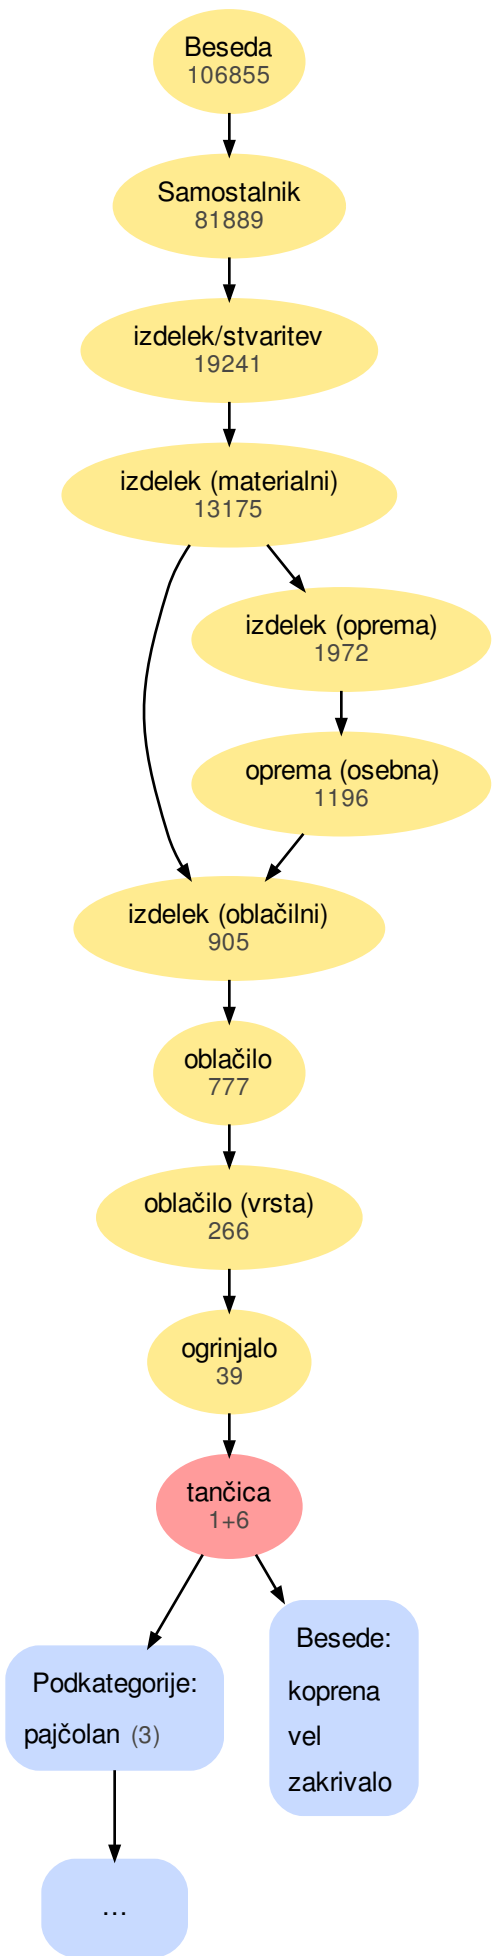 Beseda
106855
Samostalnik
81889
izdelek/stvaritev
19241
izdelek (materialni)
13175
izdelek (oprema)
1972
oprema (osebna)
1196
izdelek (oblačilni)
905
oblačilo
777
oblačilo (vrsta)
266
ogrinjalo
39
tančica
1+6
Podkategorije:
pajčolan (3)
Besede:
koprena
vel
zakrivalo
...